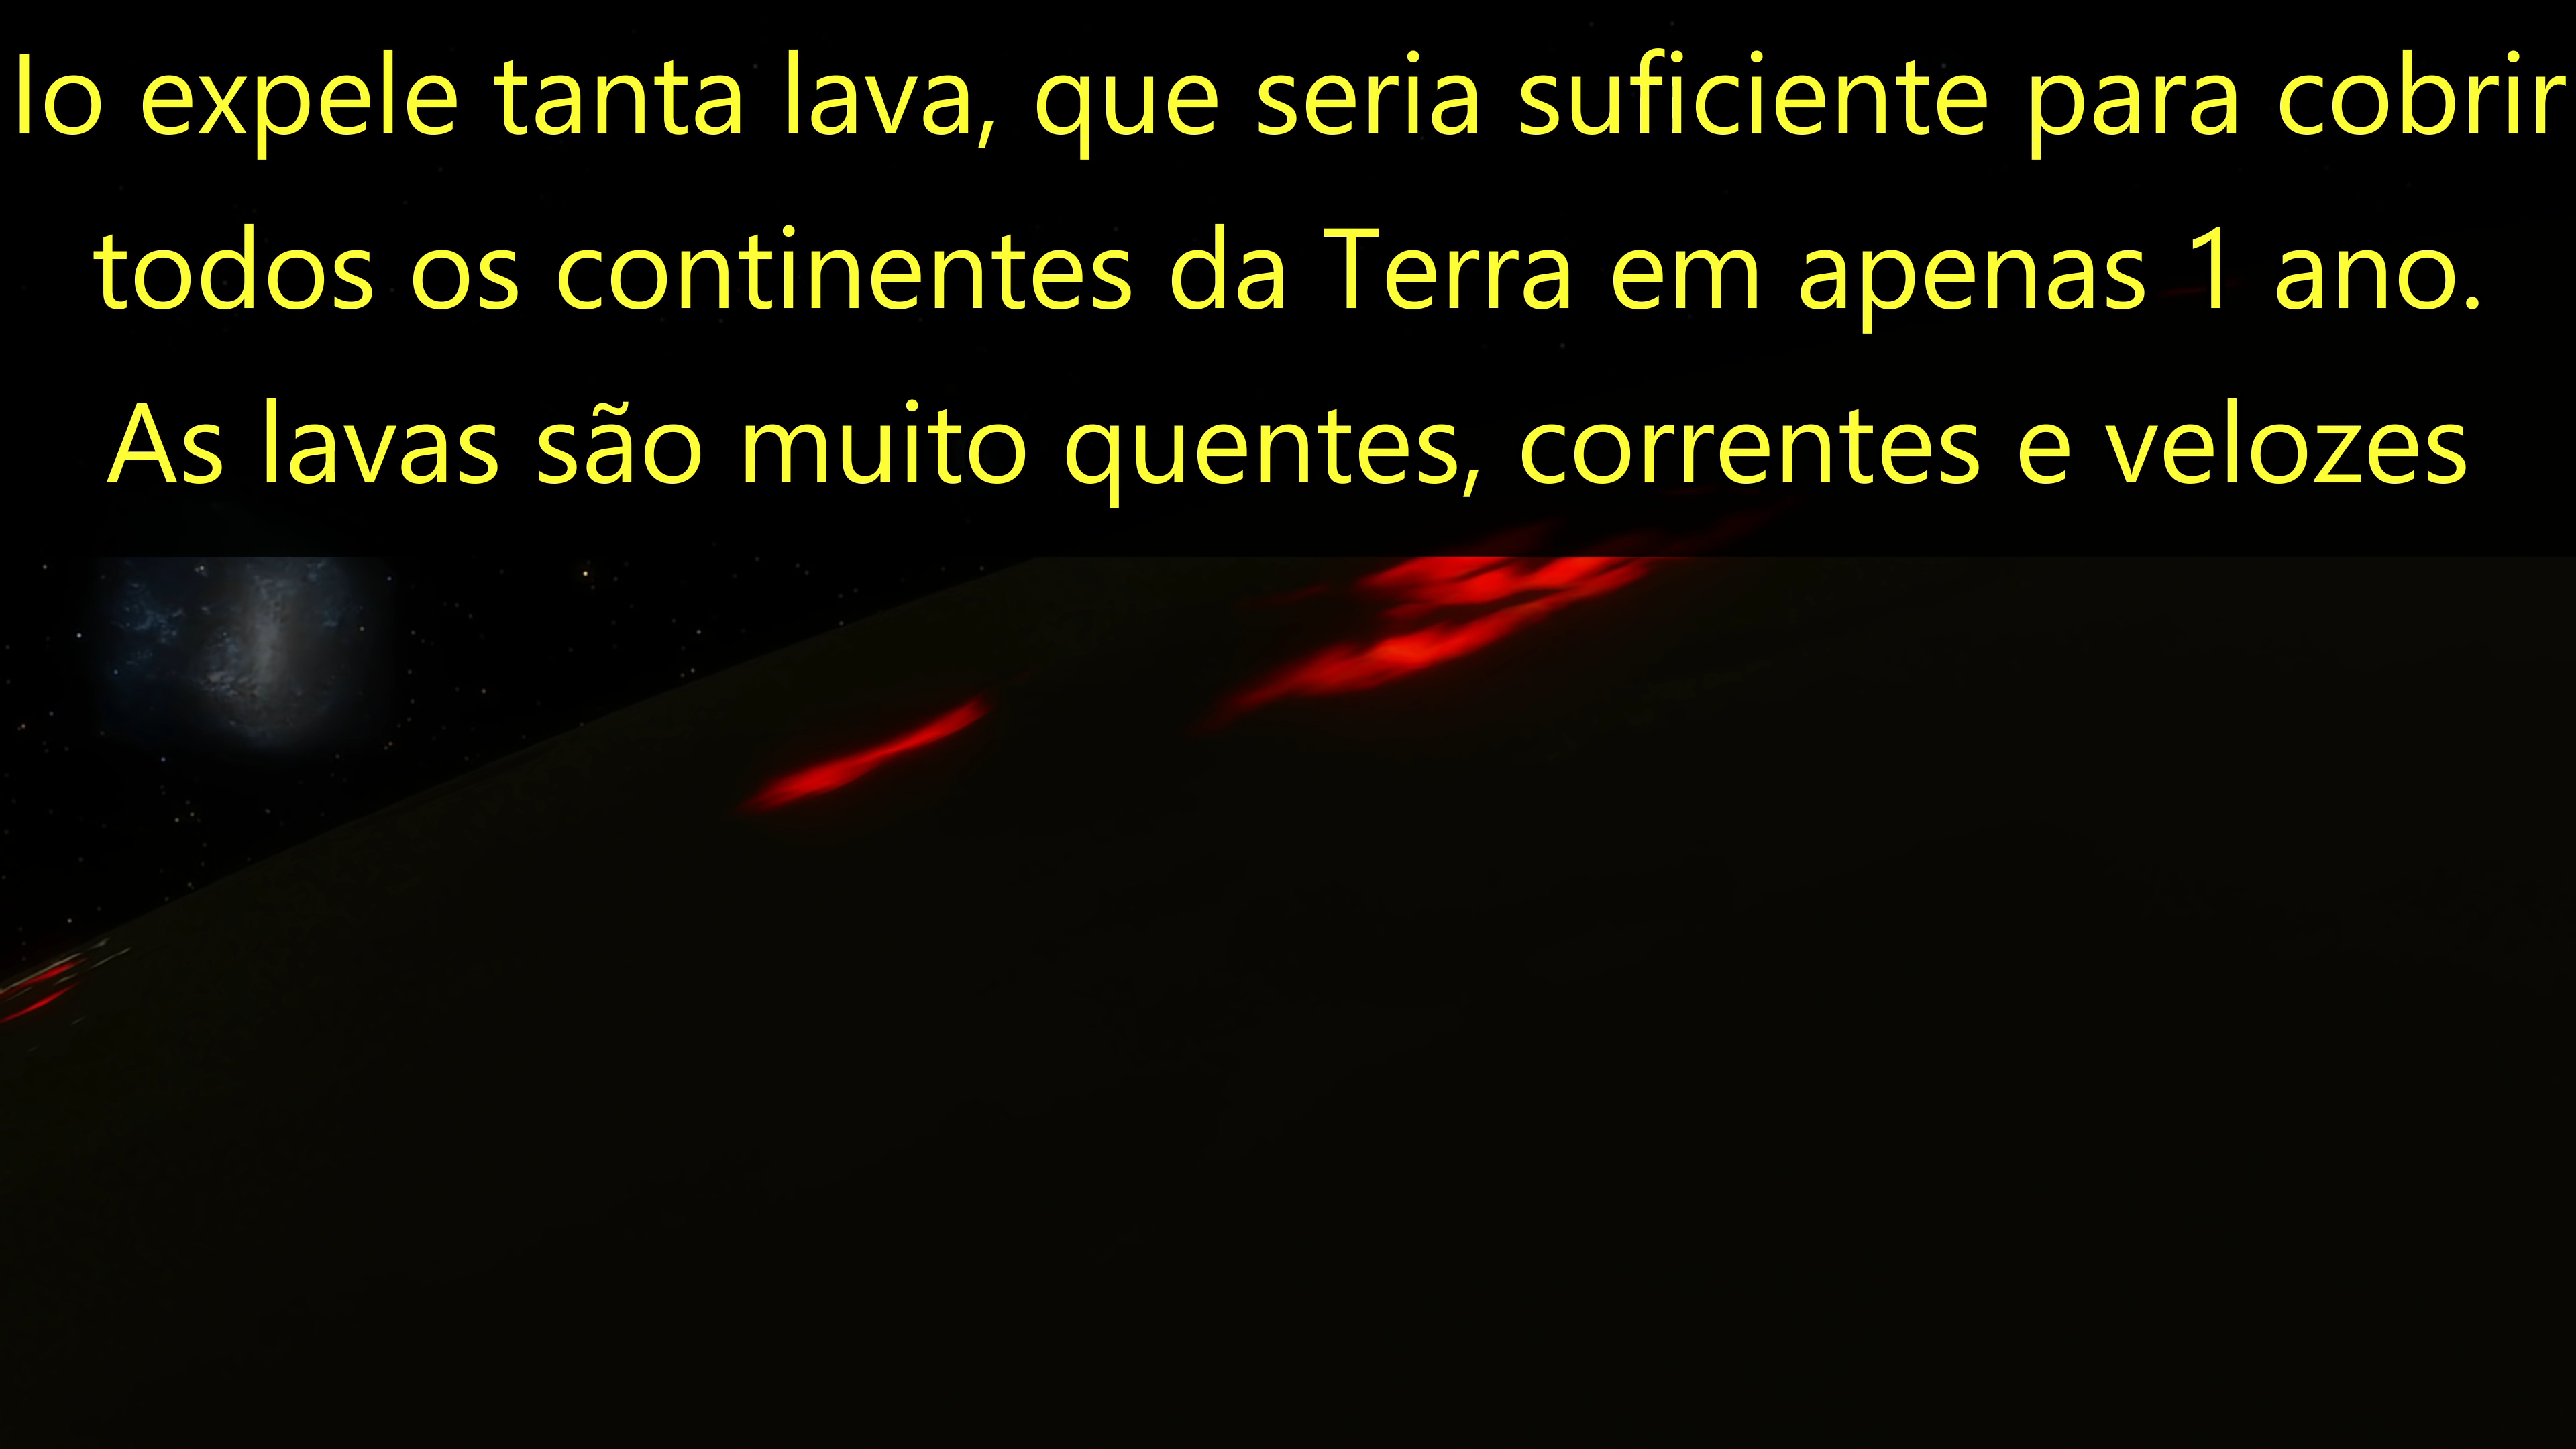 Io expele tanta lava, que seria suficiente para cobrir
todos os continentes da Terra em apenas 1 ano.
As lavas são muito quentes, correntes e velozes